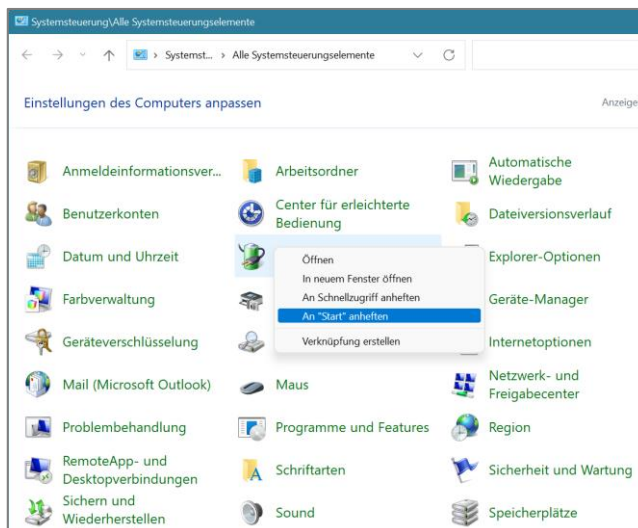 Systemsteuerung\Alle Systemsteuerungselemente
Systemst... › Alle Systemsteuerungselemente
Einstellungen des Computers anpassen
Anzeige
Anmeldeinformationsver...
Arbeitsordner
Automatische
Wiedergabe
Benutzerkonten
Center für erleichterte
Bedienung
Dateiversionsverlauf
Datum und Uhrzeit
Explorer-Optionen
Öffnen
In neuem Fenster öffnen
An Schnellzugriff anheften
An "Start" anheften
Verknüpfung erstellen
Farbverwaltung
Geräte-Manager
Geräteverschlüsselung
Internetoptionen
Mail (Microsoft Outlook)
Maus
Netzwerk- und
Freigabecenter
Problembehandlung
Programme und Features
Region
RemoteApp- und
Desktopverbindungen
Schriftarten
Sicherheit und Wartung
Sichern und
Wiederherstellen
Sound
Speicherplätze